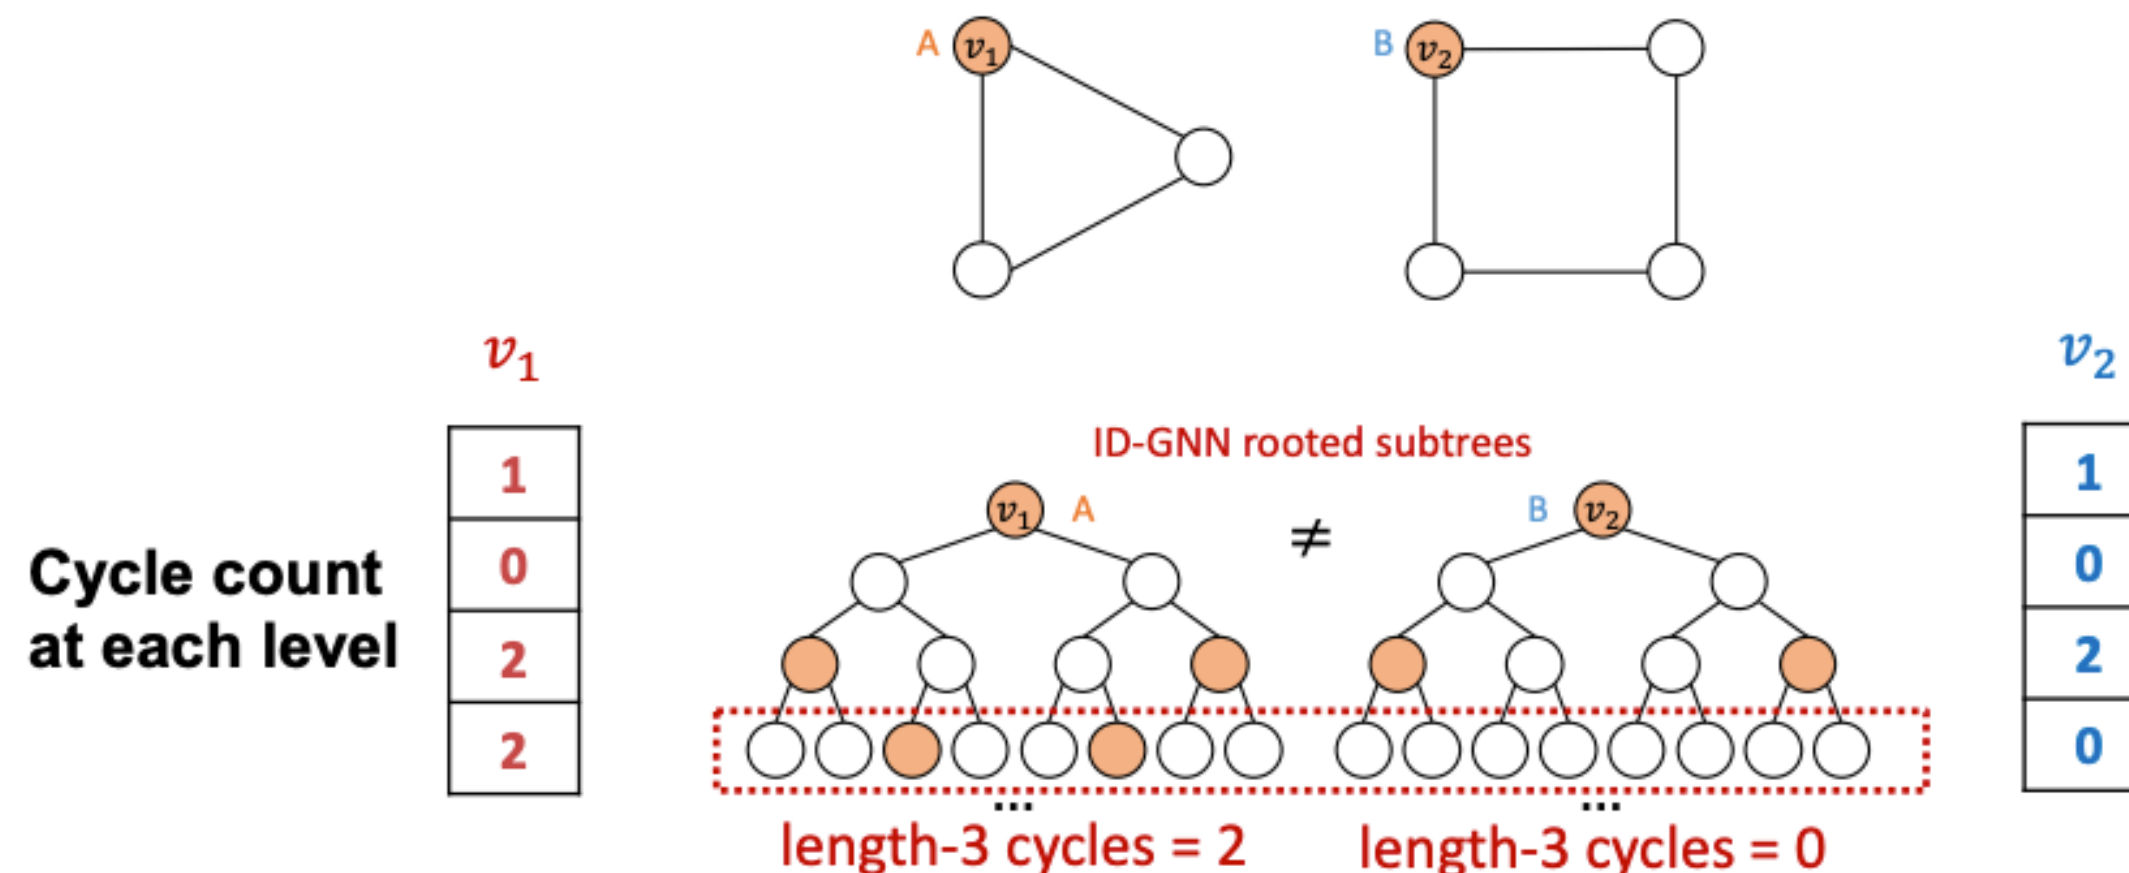 A v₁
B v₂
v₁
v₂
ID-GNN rooted subtrees
v₁ A
≠
B v₂
Cycle count
at each level
1
0
2
2
1
0
2
0
...
...
length-3 cycles = 2
length-3 cycles = 0